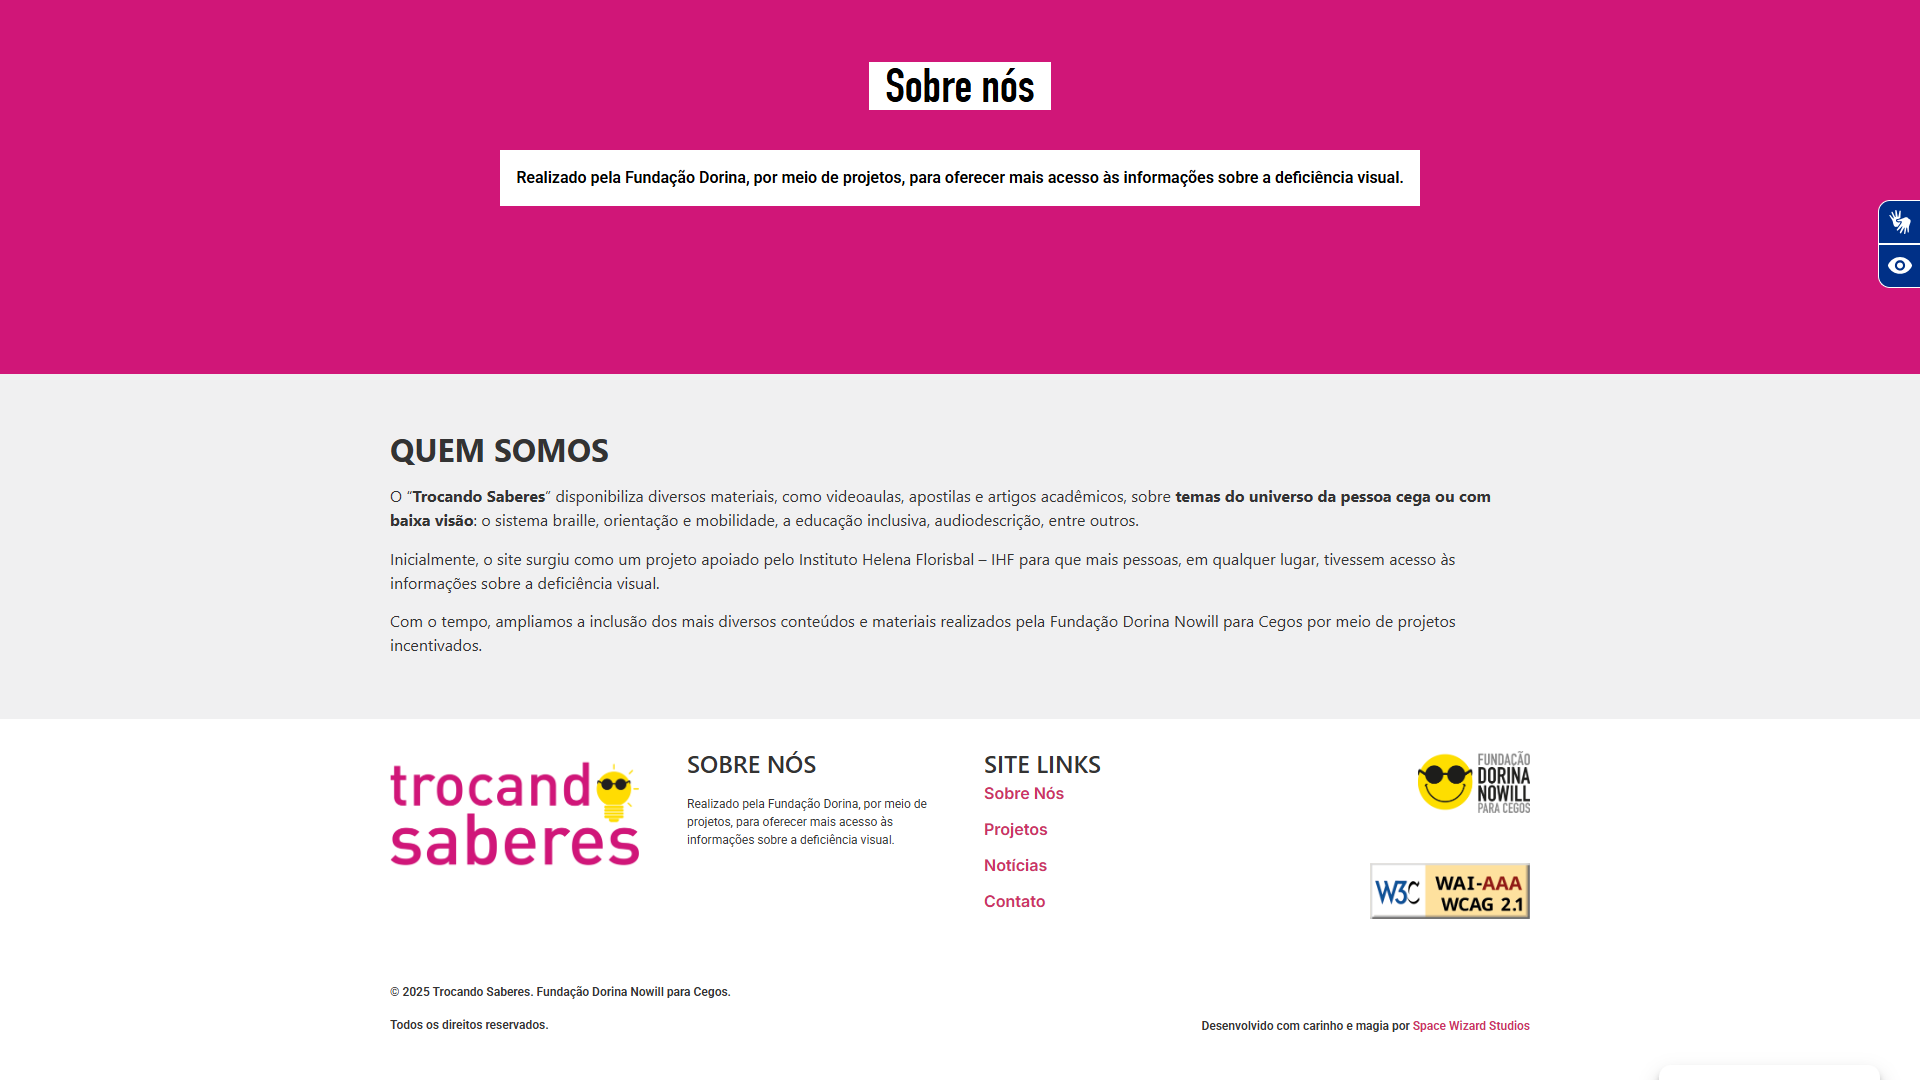 Sobre nós
Realizado pela Fundação Dorina, por meio de projetos, para oferecer mais acesso às informações sobre a deficiência visual.
QUEM SOMOS
O “Trocando Saberes” disponibiliza diversos materiais, como videoaulas, apostilas e artigos acadêmicos, sobre temas do universo da pessoa cega ou com
baixa visão: o sistema braille, orientação e mobilidade, a educação inclusiva, audiodescrição, entre outros.
Inicialmente, o site surgiu como um projeto apoiado pelo Instituto Helena Florisbal – IHF para que mais pessoas, em qualquer lugar, tivessem acesso às
informações sobre a deficiência visual.
Com o tempo, ampliamos a inclusão dos mais diversos conteúdos e materiais realizados pela Fundação Dorina Nowill para Cegos por meio de projetos
incentivados.
trocando
saberes
SOBRE NÓS
Realizado pela Fundação Dorina, por meio de
projetos, para oferecer mais acesso às
informações sobre a deficiência visual.
SITE LINKS
Sobre Nós
Projetos
Notícias
Contato
FUNDAÇÃO
DORINA
NOWILL
PARA CEGOS
W3C WAI-AAA
WCAG 2.1
© 2025 Trocando Saberes. Fundação Dorina Nowill para Cegos.
Todos os direitos reservados.
Desenvolvido com carinho e magia por Space Wizard Studios